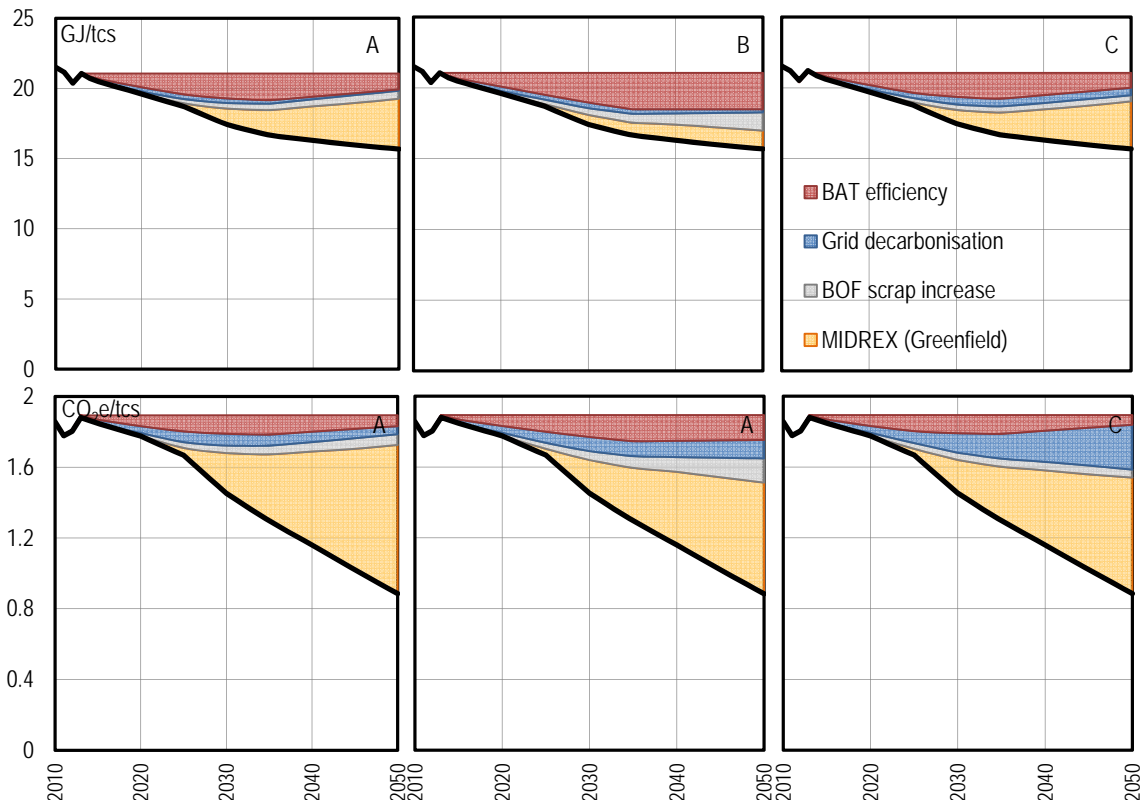 25
GJ/tcs
A
B
C
20
15
BAT efficiency
10
Grid decarbonisation
5
BOF scrap increase
MIDREX (Greenfield)
0
2
CO₂e/tcs
A
A
C
1.6
1.2
0.8
0.4
0
2010
2020
2030
2040
2050
2010
2020
2030
2040
2050
2010
2020
2030
2040
2050